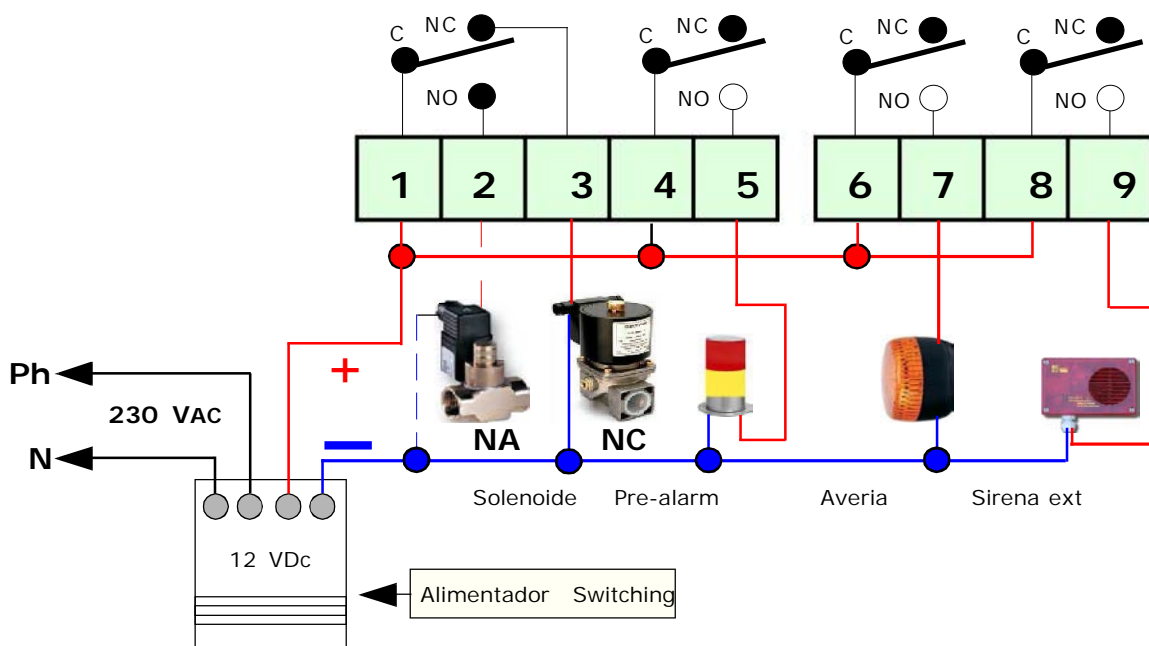 C NC C NC C NC C NC
NO NO NO NO
1 2 3 4 5 6 7 8 9
+
Ph
230 VAC
NA NC
N
Solenoide Pre-alarm Averia Sirena ext
12 VDc
Alimentador Switching